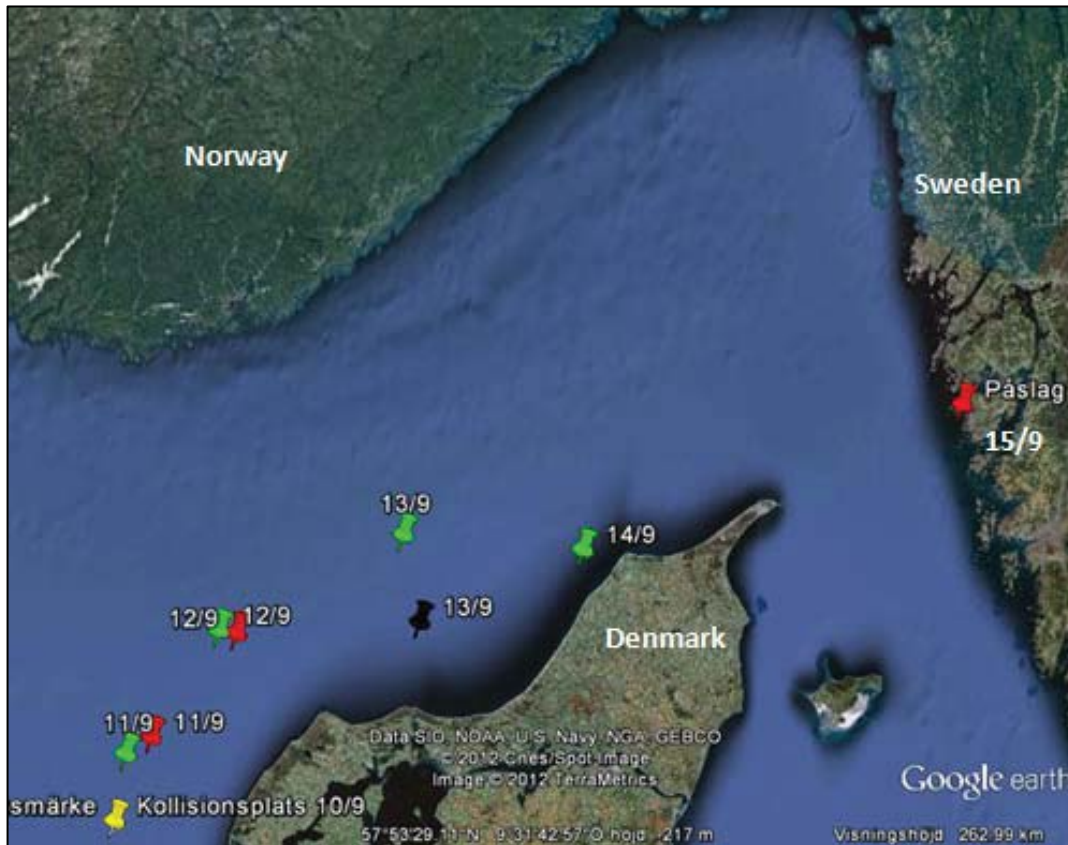 Norway
Sweden
Påslag
15/9
13/9
14/9
12/9
12/9
13/9
Denmark
11/9
11/9
Data SIO, NOAA, U.S. Navy, NGA, GEBCO
© 2012 Cnes/Spot Image
Image © 2012 TerraMetrics
Google earth
smärke
Kollisionsplats 10/9
57°53'29.11"N 9°31'42.57"O höjd -217 m
Visningshöjd 262.99 km